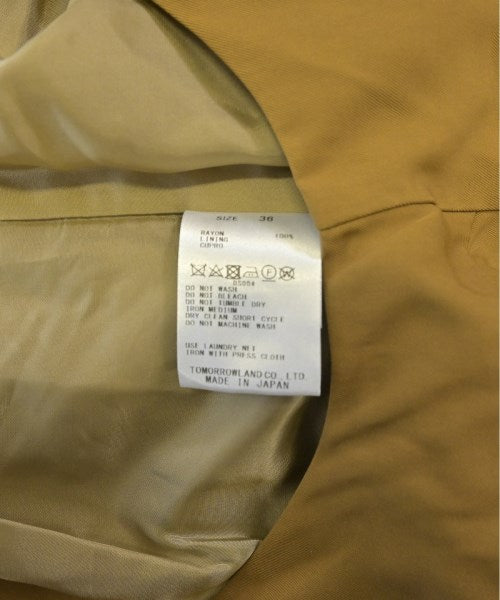 SIZE 36
RAYON 100%
LINING
CUPRO
DO NOT WASH
DO NOT BLEACH
DO NOT TUMBLE DRY
IRON MEDIUM
DRY CLEAN SHORT CYCLE
DO NOT MACHINE WASH
USE LAUNDRY NET
IRON WITH PRESS CLOTH
TOMORROWLAND CO., LTD.
MADE IN JAPAN